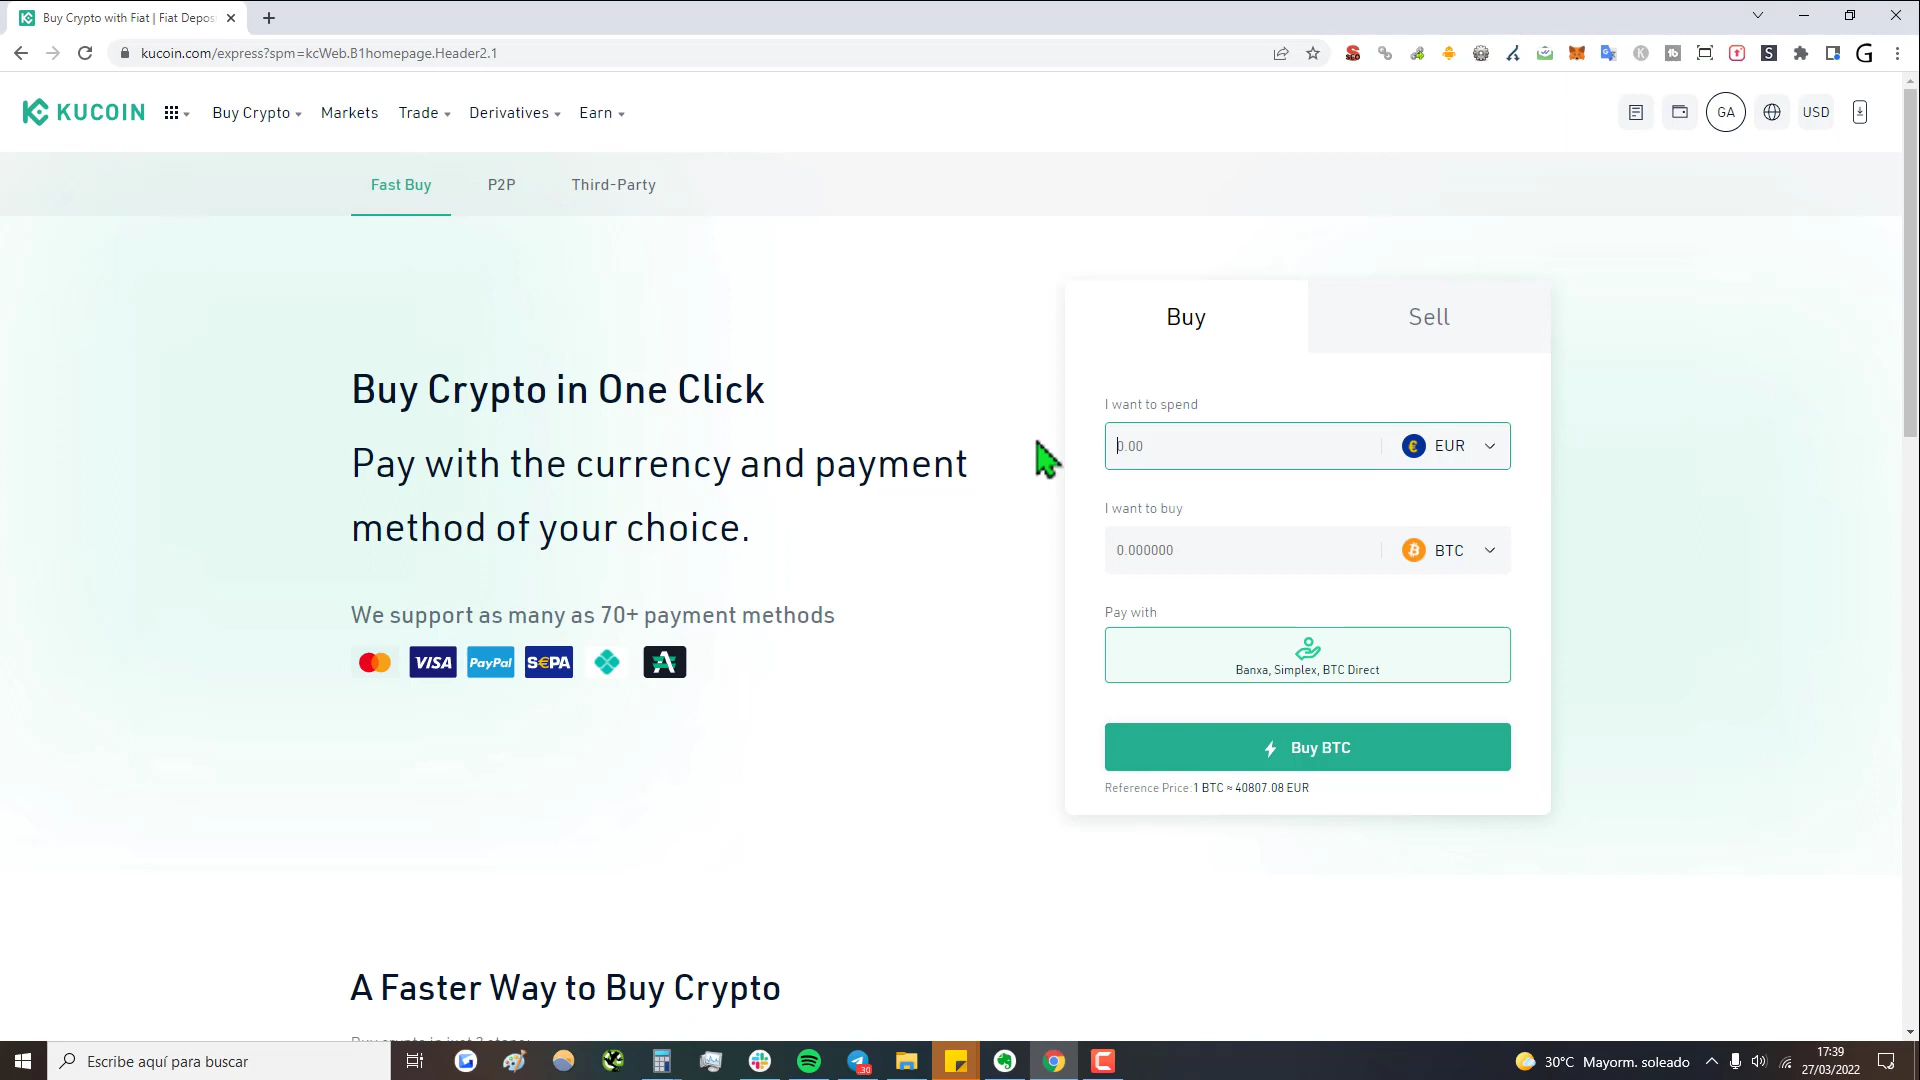 Buy Crypto with Fiat | Fiat Depos
kucoin.com/express?spm=kcWeb.B1homepage.Header2.1
KUCOIN
Buy Crypto
Markets
Trade
Derivatives
Earn
GA
USD
Fast Buy
P2P
Third-Party
Buy Crypto in One Click
Pay with the currency and payment
method of your choice.
We support as many as 70+ payment methods
VISA
PayPal
S€PA
Buy
Sell
I want to spend
0.00
EUR
I want to buy
0.000000
BTC
Pay with
Banxa, Simplex, BTC Direct
Buy BTC
Reference Price:1 BTC ≈ 40807.08 EUR
A Faster Way to Buy Crypto
Escribe aquí para buscar
30
30°C Mayorm. soleado
17:39
27/03/2022